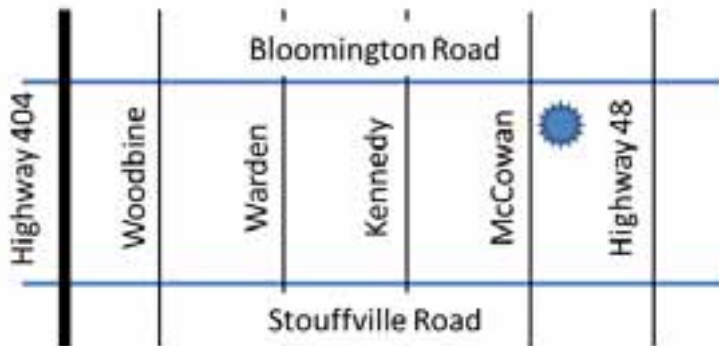 Bloomington Road
Highway 404
Woodbine
Warden
Kennedy
McCowan
Highway 48
Stouffville Road